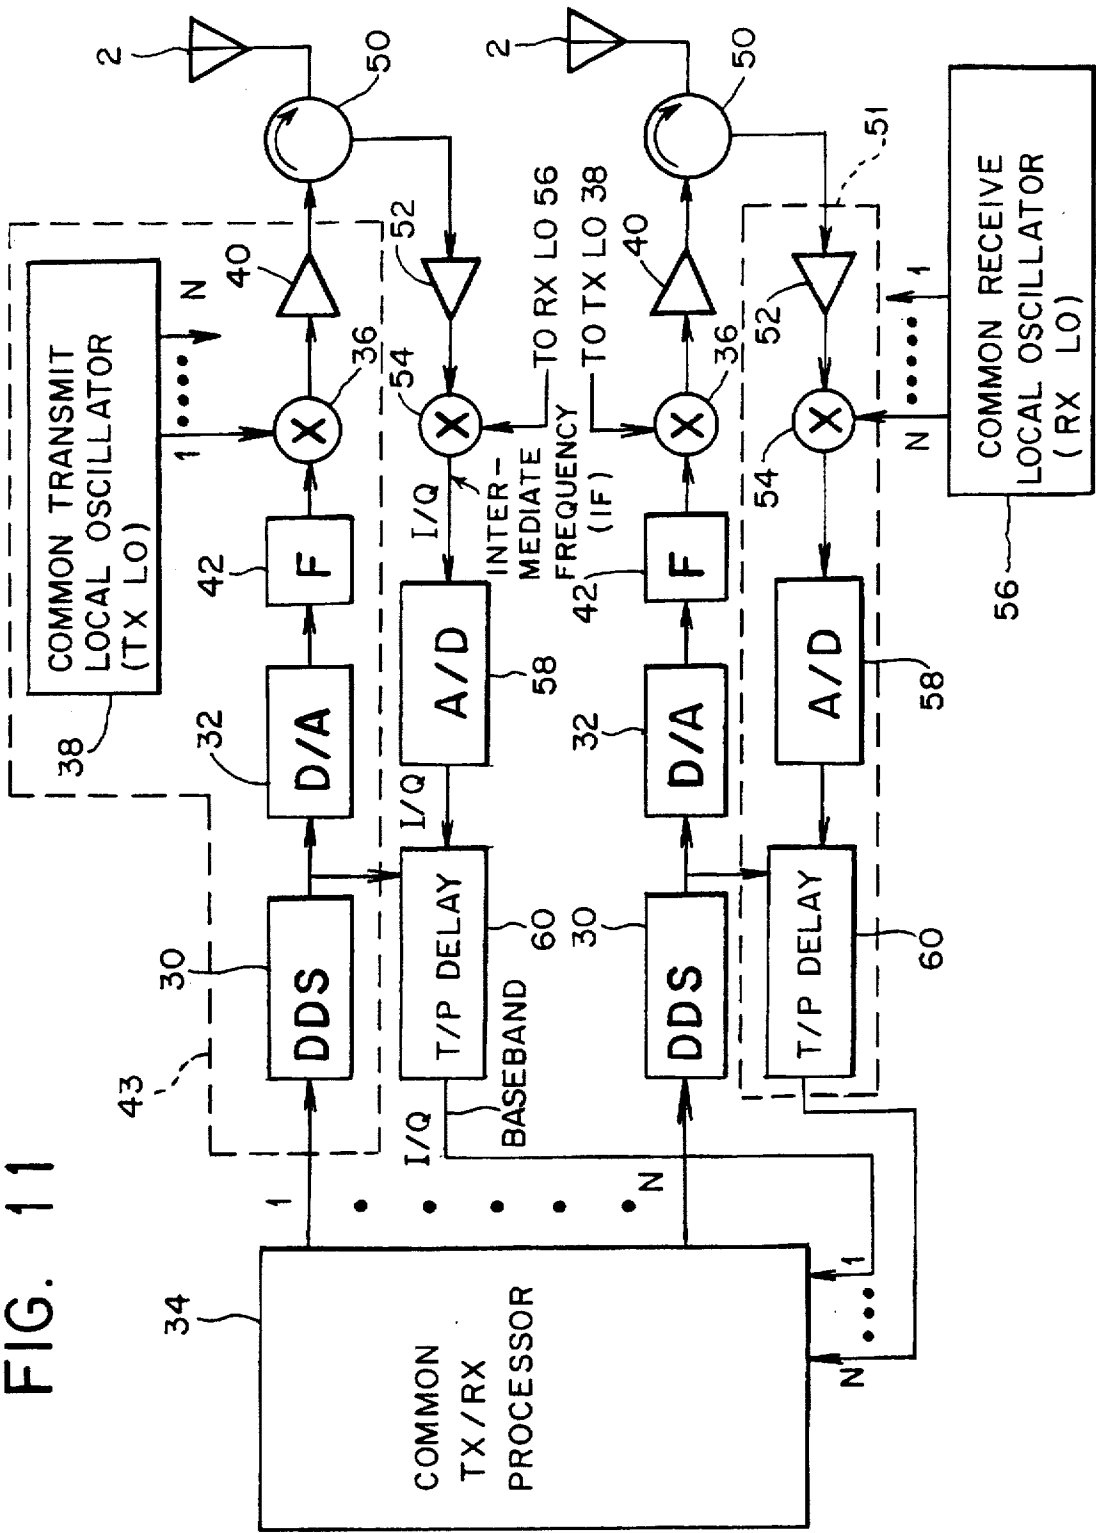 FIG. 11
34
COMMON
TX/RX
PROCESSOR
1
N
1
N
43
30
DDS
32
D/A
42
F
36
X
40
50
2
38
COMMON TRANSMIT
LOCAL OSCILLATOR
(TX LO)
1
N
52
54
X
TO RX LO 56
I/Q
INTER-
MEDIATE
FREQUENCY
(IF)
A/D
58
I/Q
T/P DELAY
60
I/Q
BASEBAND
30
DDS
32
D/A
42
F
36
X
TO TX LO 38
40
50
2
51
52
54
X
A/D
58
T/P DELAY
60
N
1
56
COMMON RECEIVE
LOCAL OSCILLATOR
(RX LO)